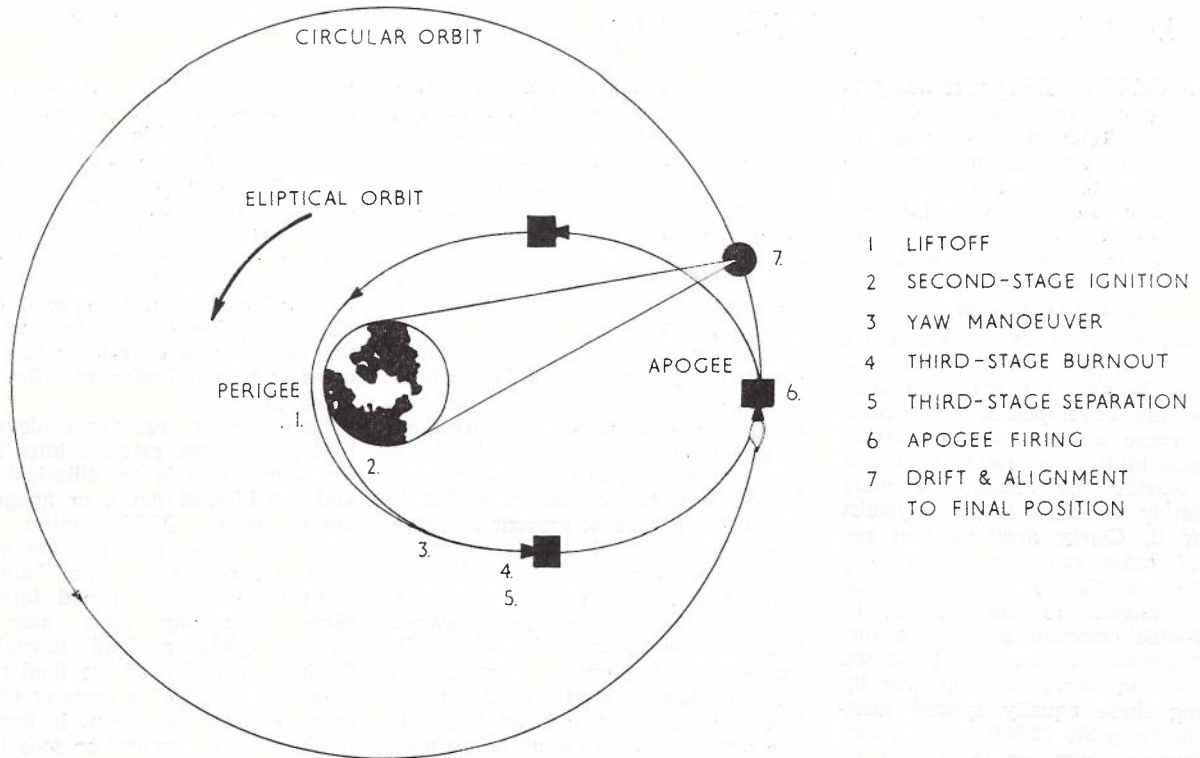 CIRCULAR ORBIT
ELIPTICAL ORBIT
7.
APOGEE
PERIGEE
6.
1.
2.
3.
4.
5.
1 LIFTOFF
2 SECOND-STAGE IGNITION
3 YAW MANOEUVER
4 THIRD-STAGE BURNOUT
5 THIRD-STAGE SEPARATION
6 APOGEE FIRING
7 DRIFT & ALIGNMENT
TO FINAL POSITION